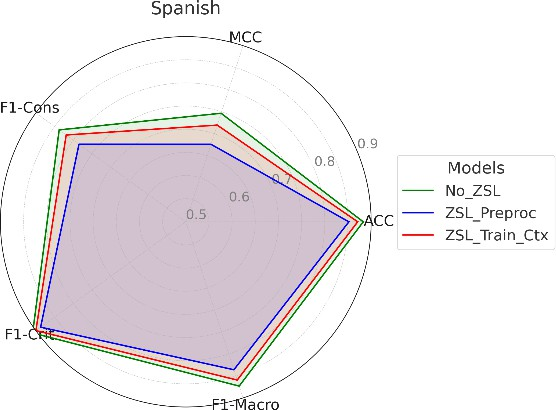 Spanish
MCC
F1-Cons
0.9
0.8
0.7
0.6
0.5
ACC
F1-Crit
F1-Macro
Models
No_ZSL
ZSL_Preproc
ZSL_Train_Ctx